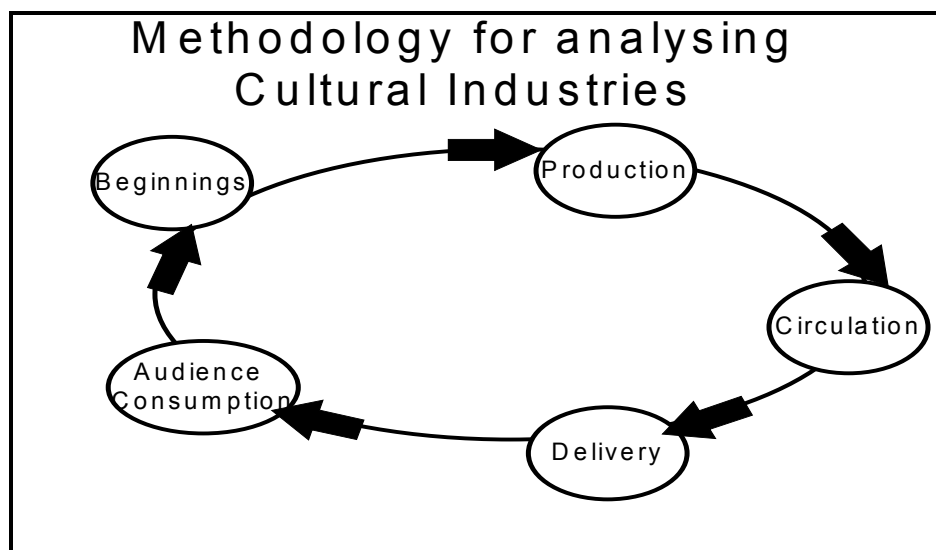 Methodology for analysing
Cultural Industries
Beginnings
Production
Circulation
Audience
Consumption
Delivery